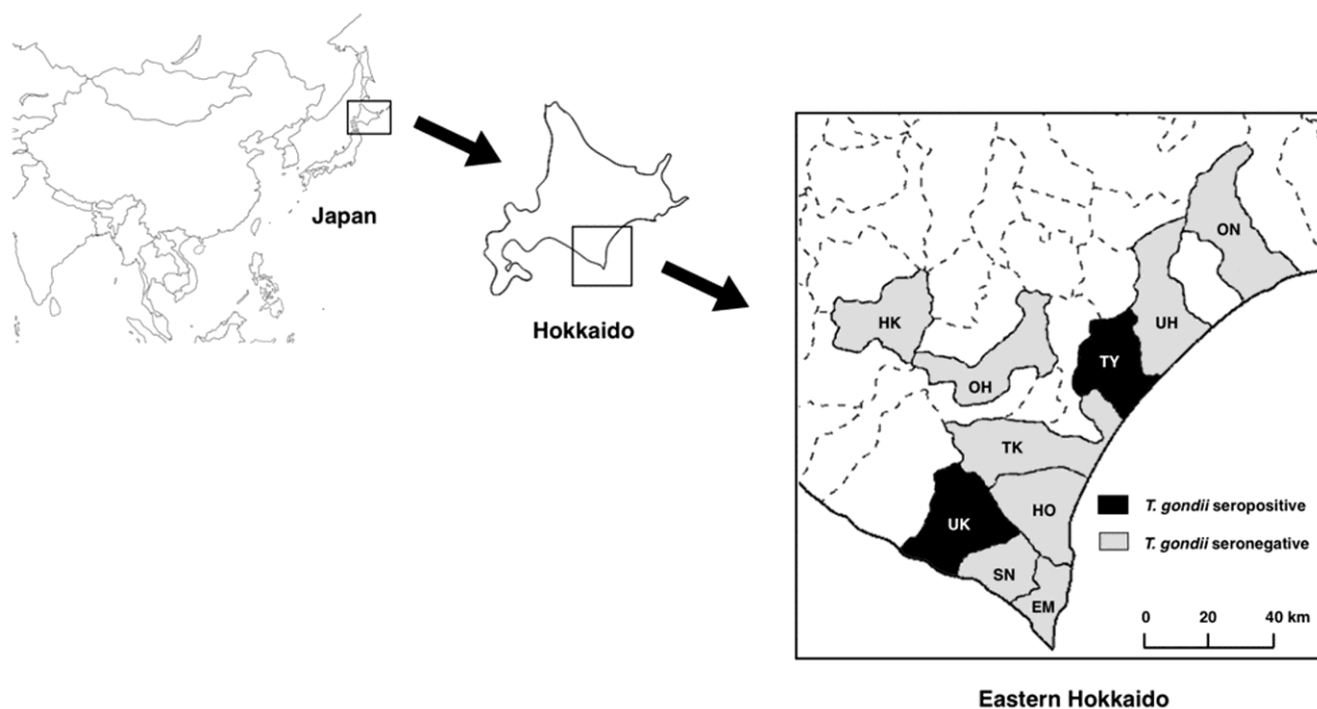 Japan
Hokkaido
ON
HK
UH
TY
OH
TK
HO
UK
SN
EM
T. gondii seropositive
T. gondii seronegative
0 20 40 km
Eastern Hokkaido